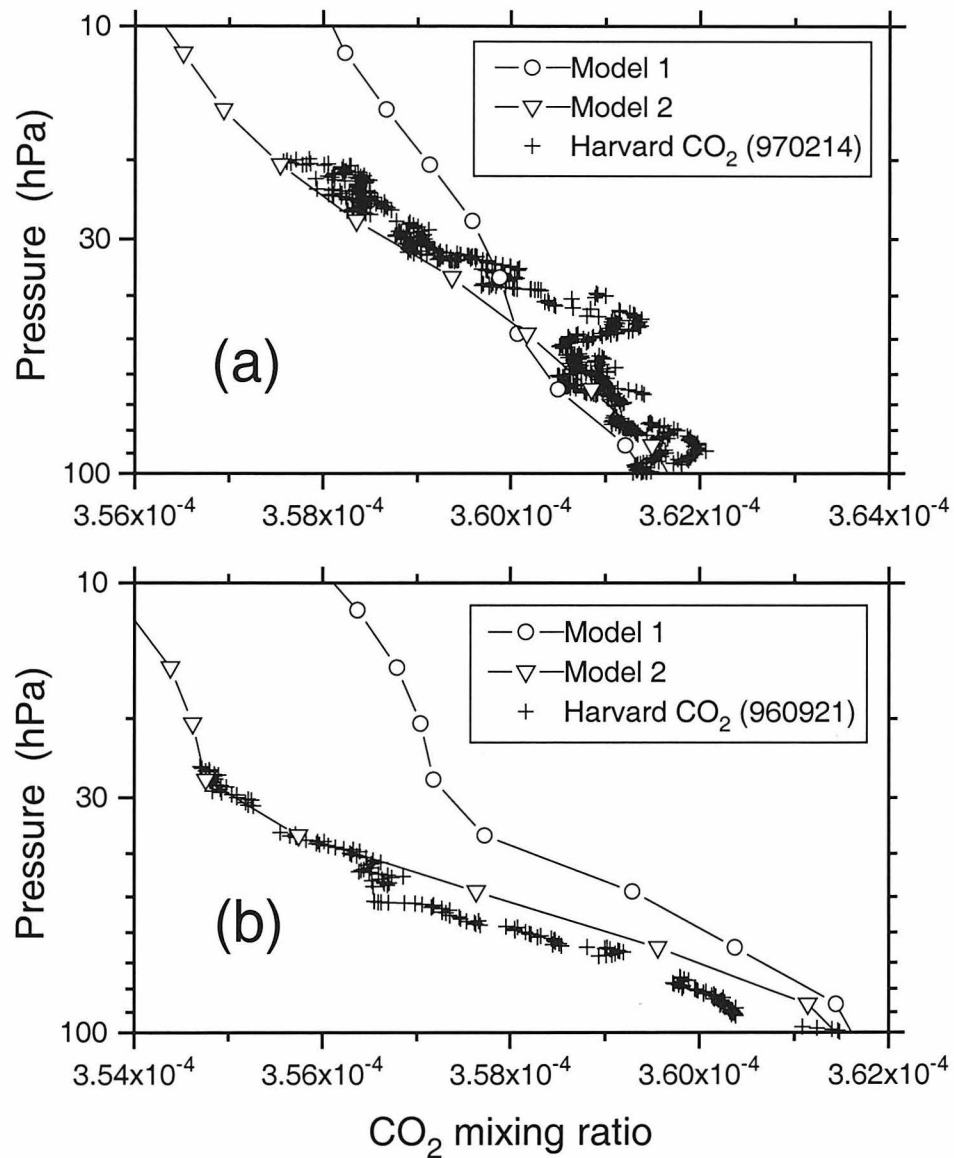 10
30
100
Pressure (hPa)
Model 1
Model 2
Harvard CO₂ (970214)
(a)
3.56x10⁻⁴ 3.58x10⁻⁴ 3.60x10⁻⁴ 3.62x10⁻⁴ 3.64x10⁻⁴
10
30
100
Pressure (hPa)
Model 1
Model 2
Harvard CO₂ (960921)
(b)
3.54x10⁻⁴ 3.56x10⁻⁴ 3.58x10⁻⁴ 3.60x10⁻⁴ 3.62x10⁻⁴
CO₂ mixing ratio